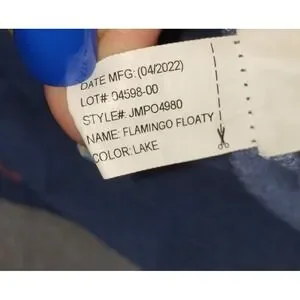 DATE MFG: (04/2022)
LOT#: 04598-00
STYLE#: JMPO4980
NAME: FLAMINGO FLOATY
COLOR: LAKE